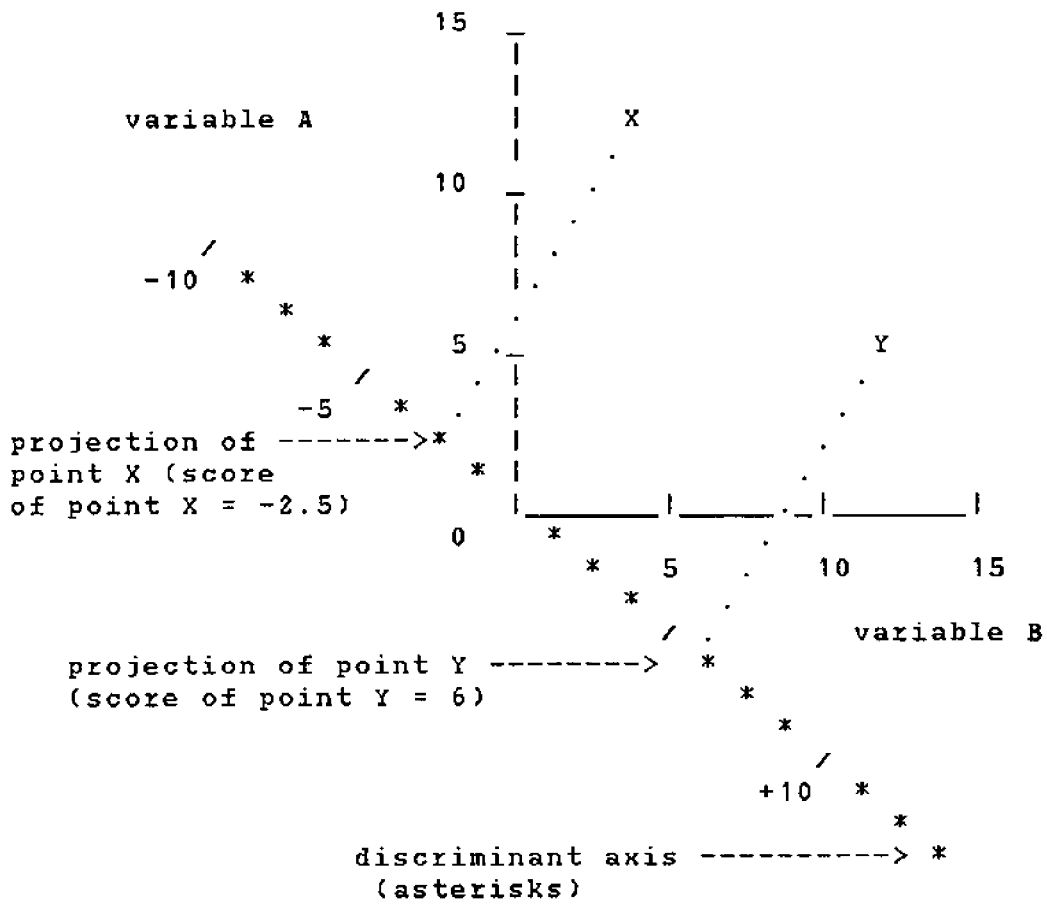 15
variable A
X
10
-10
5
Y
-5
projection of ------->
point X (score
of point X = -2.5)
0
5 10 15
variable B
projection of point Y -------->
(score of point Y = 6)
+10
discriminant axis ---------->
(asterisks)